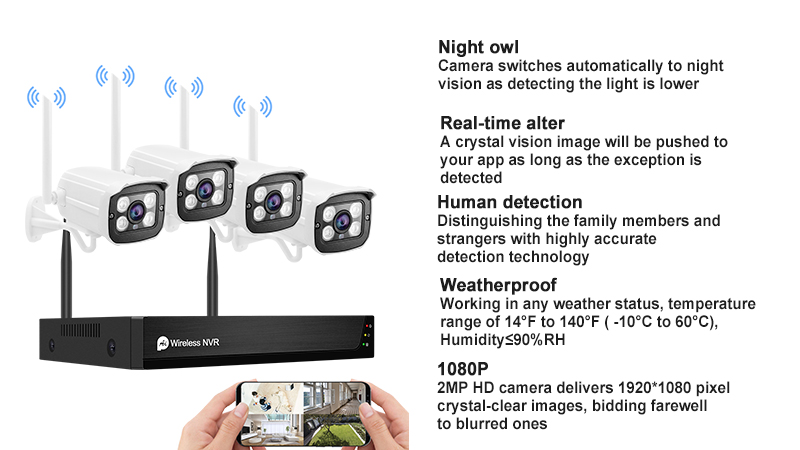 Night owl
Camera switches automatically to night
vision as detecting the light is lower
Real-time alter
A crystal vision image will be pushed to
your app as long as the exception is
detected
Human detection
Distinguishing the family members and
strangers with highly accurate
detection technology
Weatherproof
Working in any weather status, temperature
range of 14°F to 140°F ( -10°C to 60°C),
Humidity≤90%RH
1080P
2MP HD camera delivers 1920*1080 pixel
crystal-clear images, bidding farewell
to blurred ones
Wireless NVR